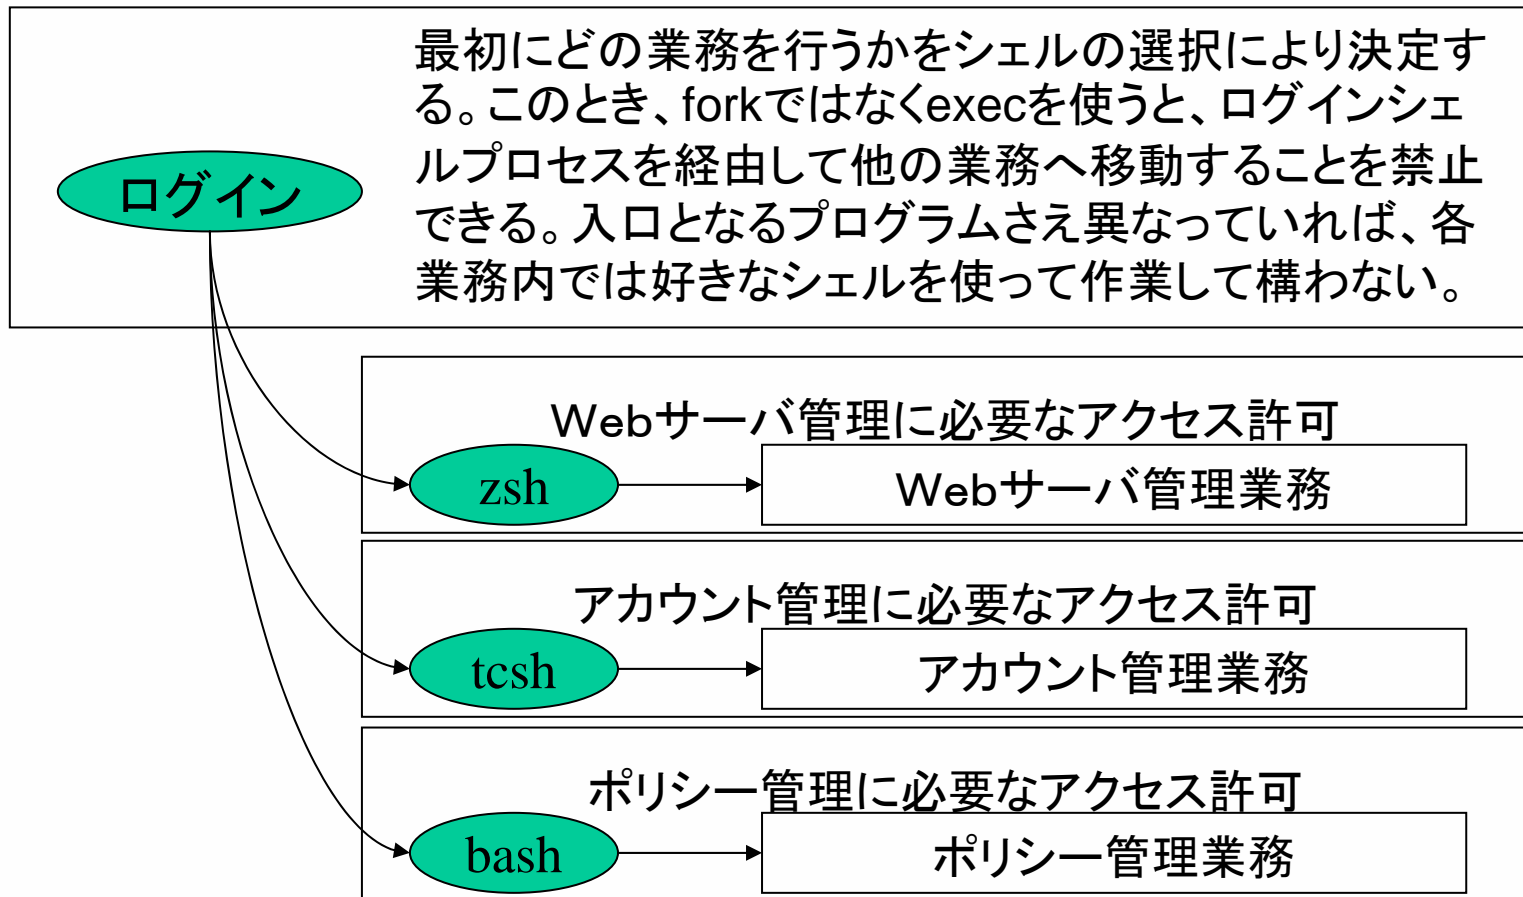 最初にどの業務を行うかをシェルの選択により決定す
る。このとき、forkではなくexecを使うと、ログインシェ
ルプロセスを経由して他の業務へ移動することを禁止
できる。入口となるプログラムさえ異なっていれば、各
業務内では好きなシェルを使って作業して構わない。
ログイン
Webサーバ管理に必要なアクセス許可
zsh
Webサーバ管理業務
アカウント管理に必要なアクセス許可
tcsh
アカウント管理業務
ポリシー管理に必要なアクセス許可
bash
ポリシー管理業務